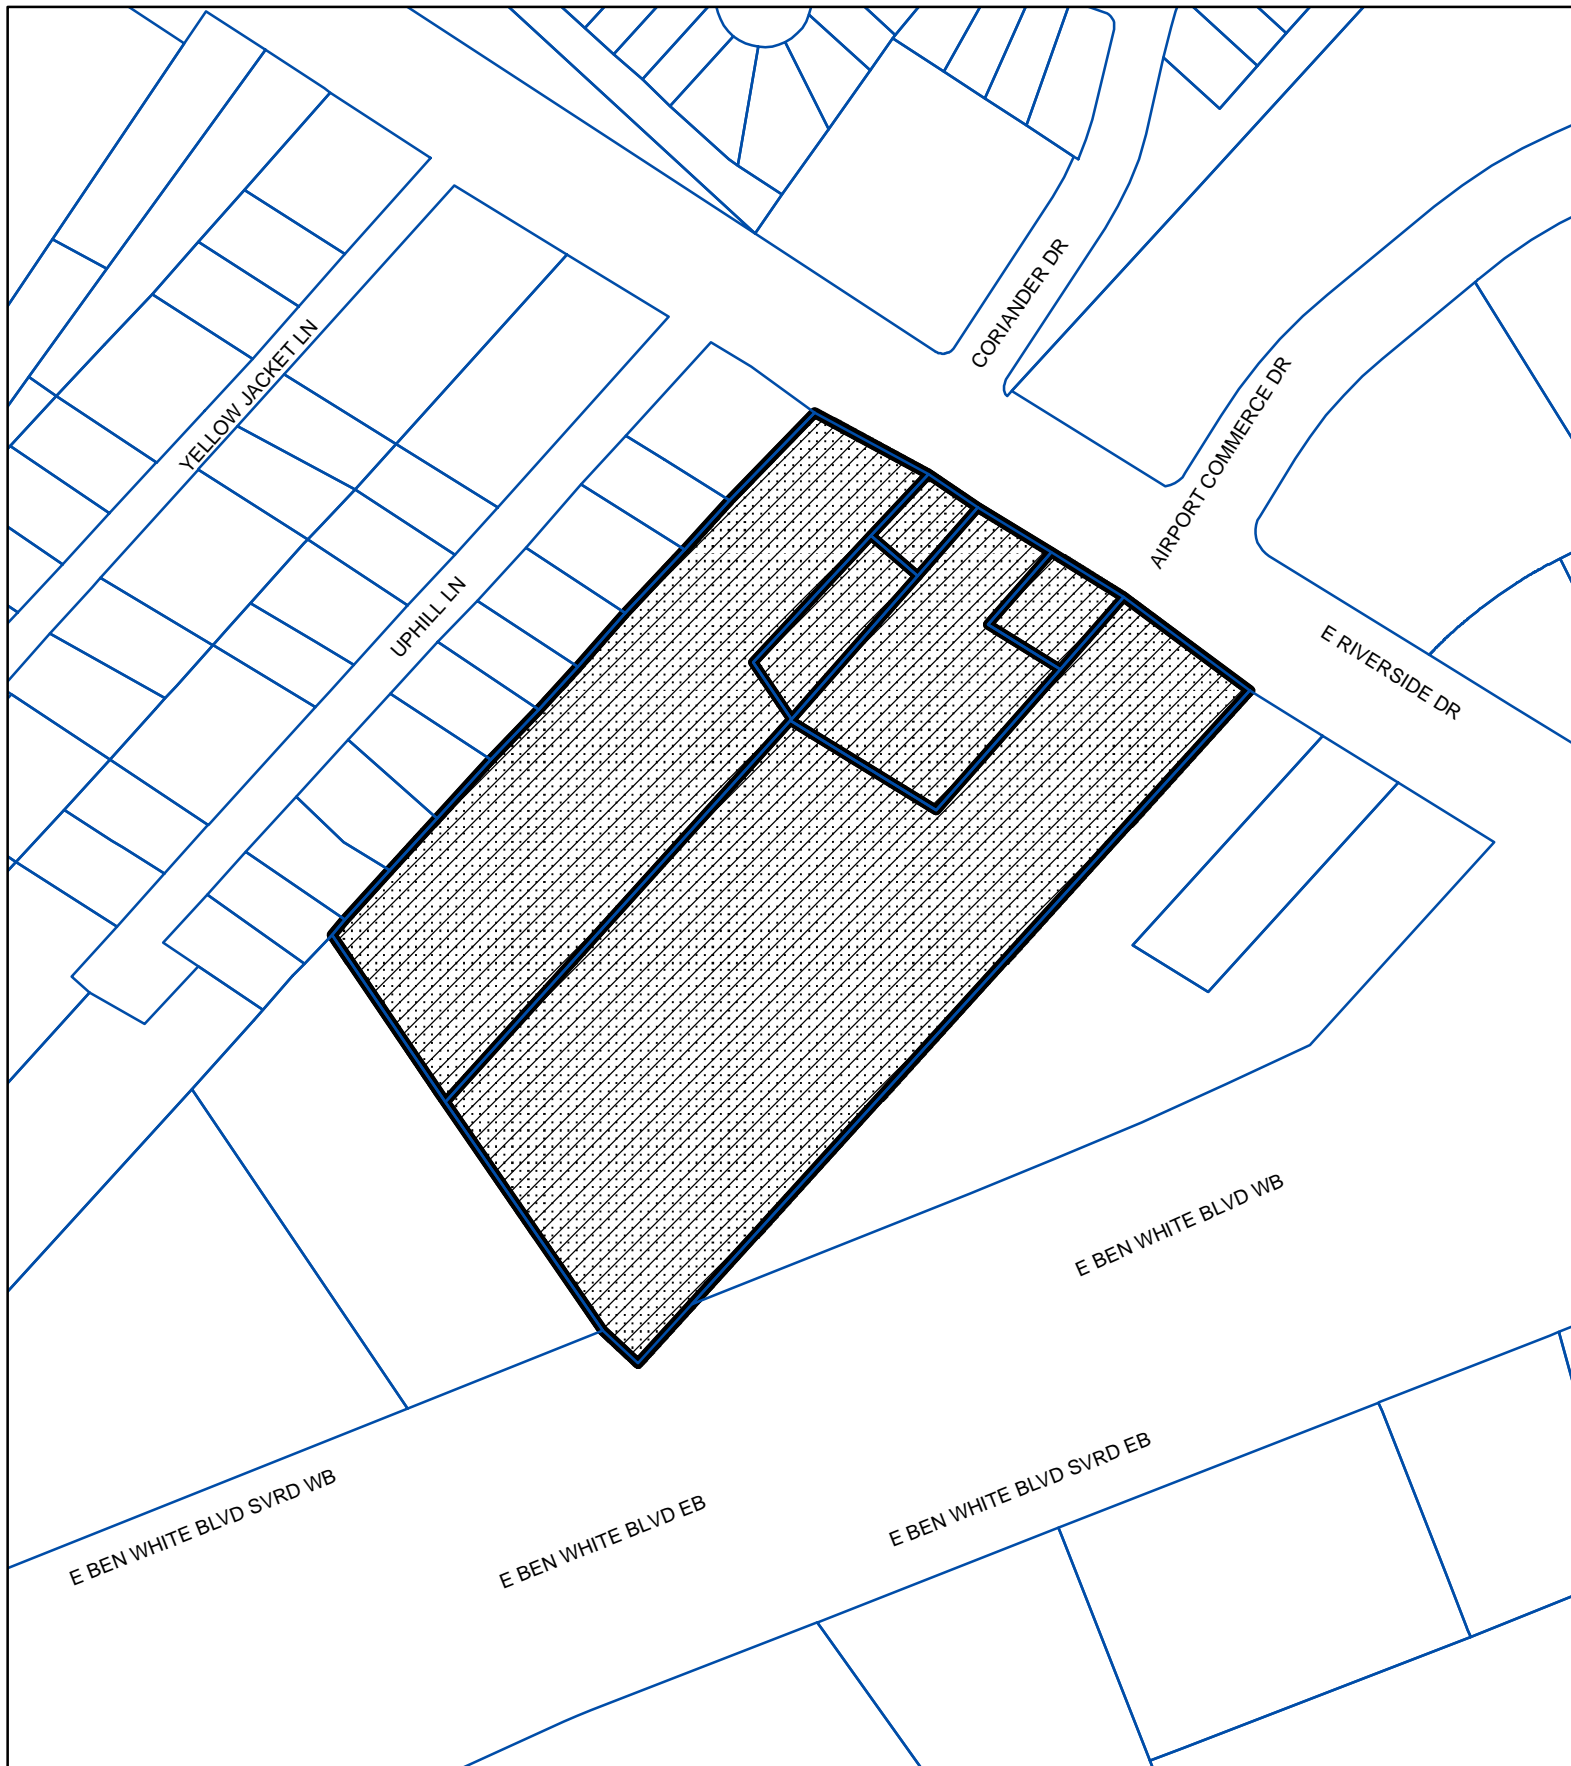 CORIANDER DR
YELLOW JACKET LN
AIRPORT COMMERCE DR
UPHILL LN
E RIVERSIDE DR
E BEN WHITE BLVD WB
E BEN WHITE BLVD SVRD EB
E BEN WHITE BLVD SVRD WB
E BEN WHITE BLVD EB